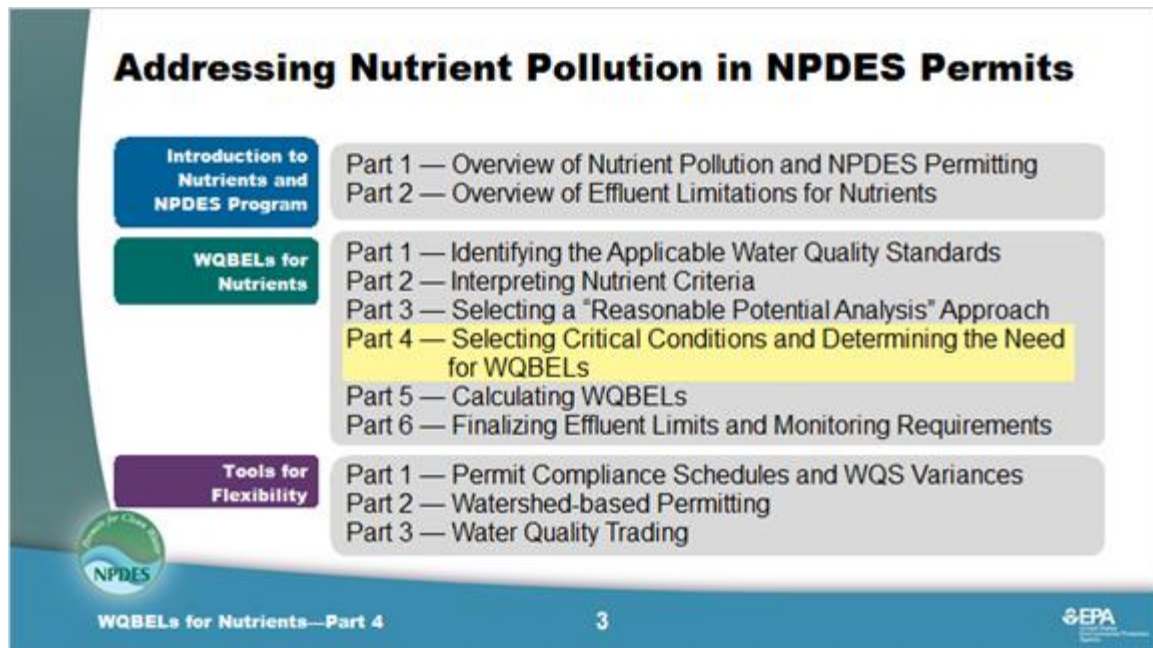 Addressing Nutrient Pollution in NPDES Permits
Introduction to
Nutrients and
NPDES Program
Part 1 — Overview of Nutrient Pollution and NPDES Permitting
Part 2 — Overview of Effluent Limitations for Nutrients
WQBELs for
Nutrients
Part 1 — Identifying the Applicable Water Quality Standards
Part 2 — Interpreting Nutrient Criteria
Part 3 — Selecting a “Reasonable Potential Analysis” Approach
Part 4 — Selecting Critical Conditions and Determining the Need
for WQBELs
Part 5 — Calculating WQBELs
Part 6 — Finalizing Effluent Limits and Monitoring Requirements
Tools for
Flexibility
Part 1 — Permit Compliance Schedules and WQS Variances
Part 2 — Watershed-based Permitting
Part 3 — Water Quality Trading
NPDES
WQBELs for Nutrients—Part 4
3
EPA